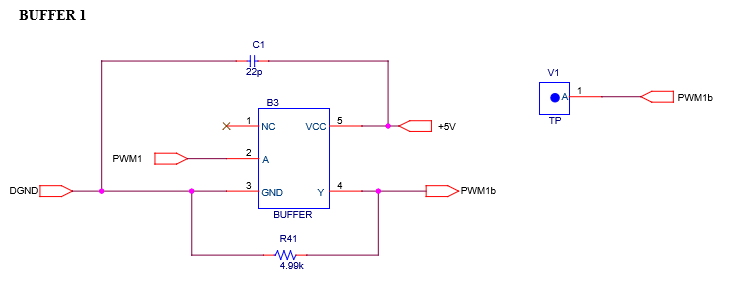 BUFFER 1
C1
22p
V1
A
1
PWM1b
TP
B3
1
NC
VCC
5
+5V
PWM1
2
A
DGND
3
GND
Y
4
PWM1b
BUFFER
R41
4.99k